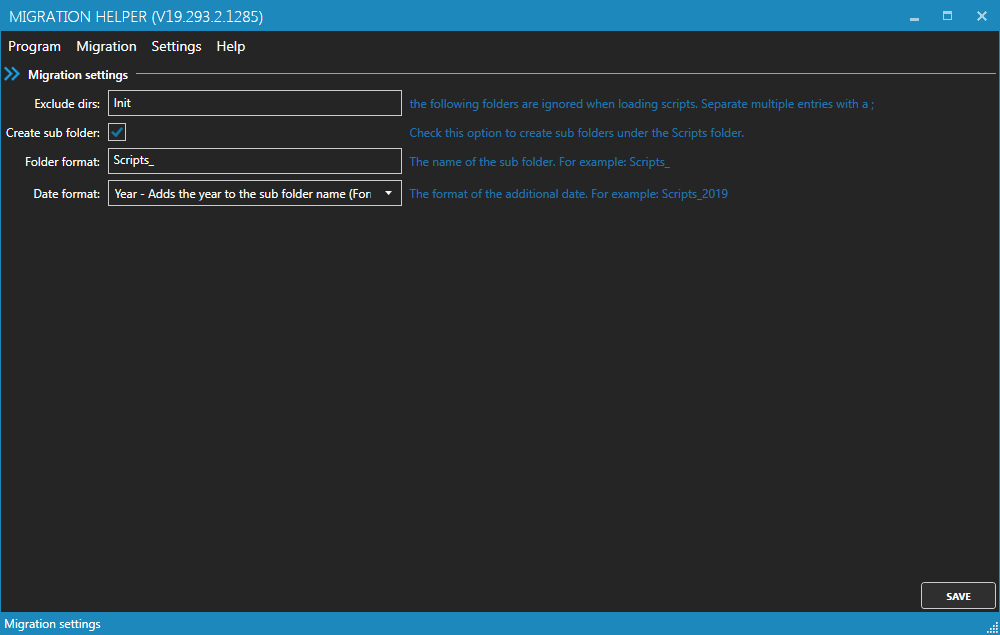 MIGRATION HELPER (V19.293.2.1285)
Program Migration Settings Help
Migration settings
Exclude dirs: Init the following folders are ignored when loading scripts. Separate multiple entries with a ;
Create sub folder: Check this option to create sub folders under the Scripts folder.
Folder format: Scripts_ The name of the sub folder. For example: Scripts_
Date format: Year - Adds the year to the sub folder name (For The format of the additional date. For example: Scripts_2019
SAVE
Migration settings